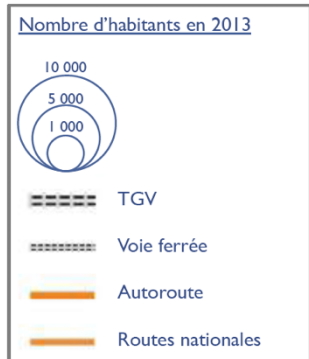 Nombre d'habitants en 2013
10 000
5 000
1 000
TGV
Voie ferrée
Autoroute
Routes nationales